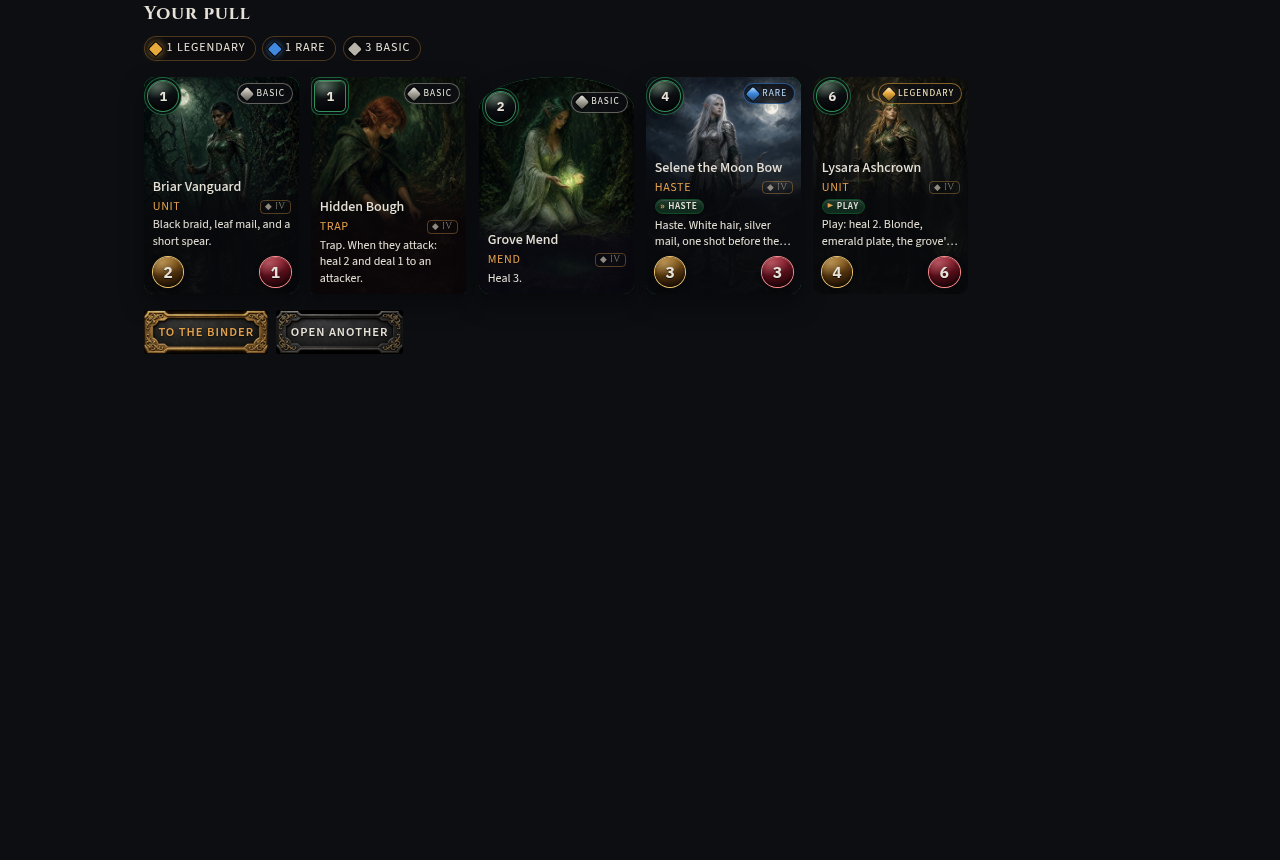 Your pull
1 LEGENDARY
1 RARE
3 BASIC
1
BASIC
Briar Vanguard
UNIT
IV
Black braid, leaf mail, and a
short spear.
2
1
1
BASIC
Hidden Bough
TRAP
IV
Trap. When they attack:
heal 2 and deal 1 to an
attacker.
2
BASIC
Grove Mend
MEND
IV
Heal 3.
4
RARE
Selene the Moon Bow
HASTE
IV
» HASTE
Haste. White hair, silver
mail, one shot before the…
3
3
6
LEGENDARY
Lysara Ashcrown
UNIT
IV
PLAY
Play: heal 2. Blonde,
emerald plate, the grove'…
4
6
TO THE BINDER
OPEN ANOTHER